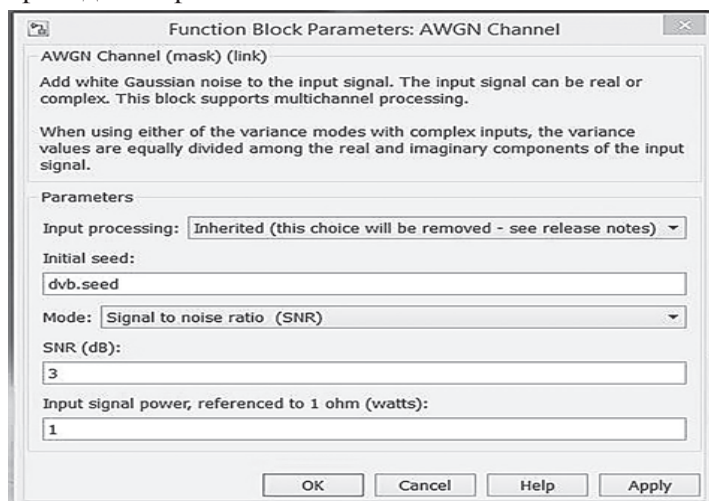 Function Block Parameters: AWGN Channel
AWGN Channel (mask) (link)
Add white Gaussian noise to the input signal. The input signal can be real or
complex. This block supports multichannel processing.
When using either of the variance modes with complex inputs, the variance
values are equally divided among the real and imaginary components of the input
signal.
Parameters
Input processing: Inherited (this choice will be removed - see release notes)
Initial seed:
dvb.seed
Mode: Signal to noise ratio (SNR)
SNR (dB):
3
Input signal power, referenced to 1 ohm (watts):
1
OK Cancel Help Apply